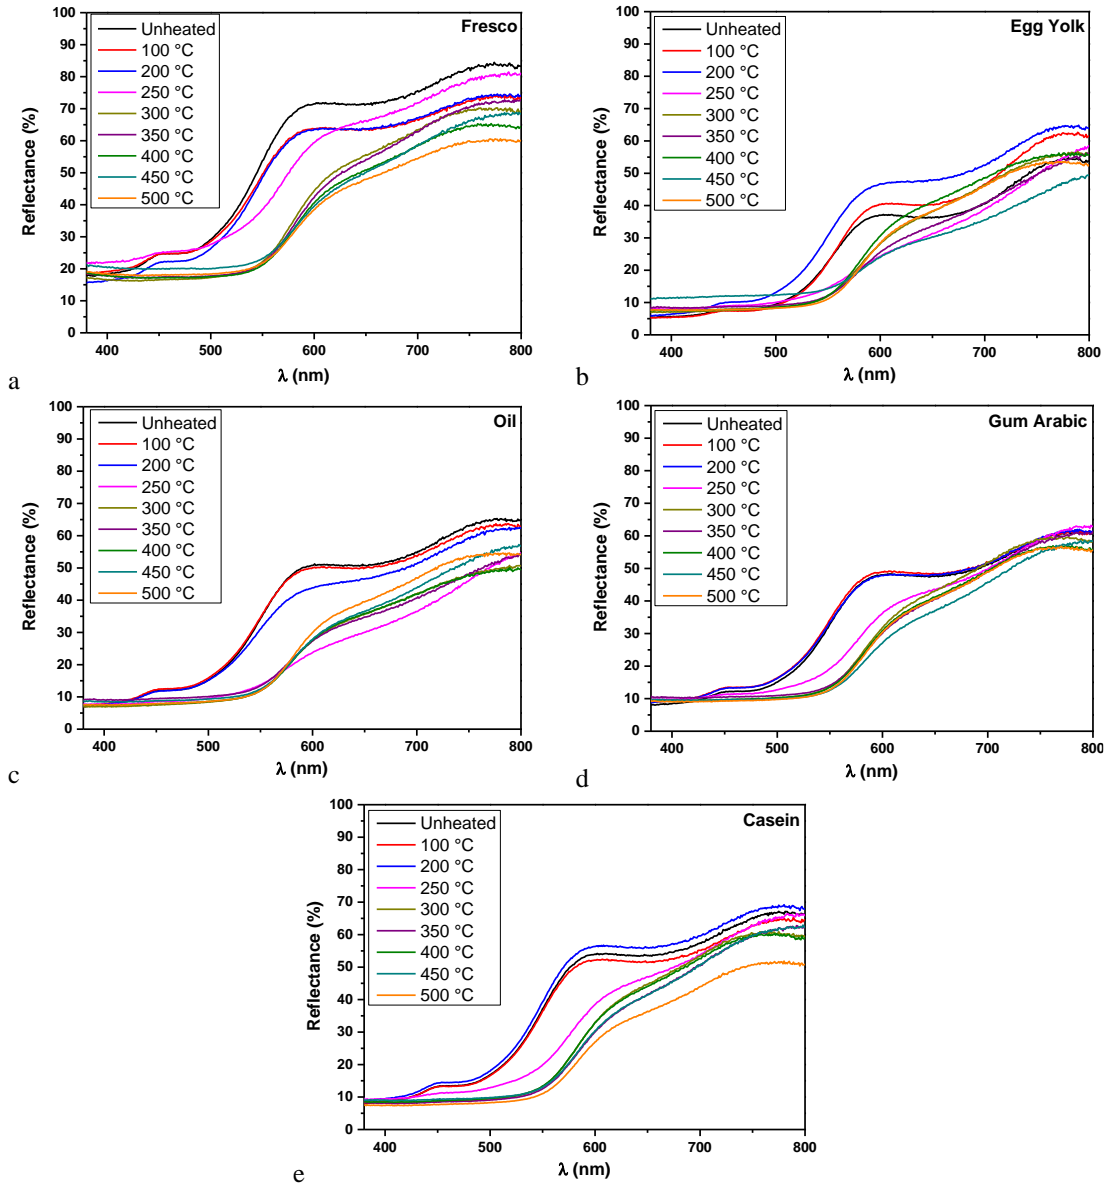 Fresco
Unheated
100 °C
200 °C
250 °C
300 °C
350 °C
400 °C
450 °C
500 °C
Reflectance (%)
100
90
80
70
60
50
40
30
20
10
0
400 500 600 700 800
λ (nm)
a
Egg Yolk
Unheated
100 °C
200 °C
250 °C
300 °C
350 °C
400 °C
450 °C
500 °C
Reflectance (%)
100
90
80
70
60
50
40
30
20
10
0
400 500 600 700 800
λ (nm)
b
Oil
Unheated
100 °C
200 °C
250 °C
300 °C
350 °C
400 °C
450 °C
500 °C
Reflectance (%)
100
90
80
70
60
50
40
30
20
10
0
400 500 600 700 800
λ (nm)
c
Gum Arabic
Unheated
100 °C
200 °C
250 °C
300 °C
350 °C
400 °C
450 °C
500 °C
Reflectance (%)
100
90
80
70
60
50
40
30
20
10
0
400 500 600 700 800
λ (nm)
d
Casein
Unheated
100 °C
200 °C
250 °C
300 °C
350 °C
400 °C
450 °C
500 °C
Reflectance (%)
100
90
80
70
60
50
40
30
20
10
0
400 500 600 700 800
λ (nm)
e